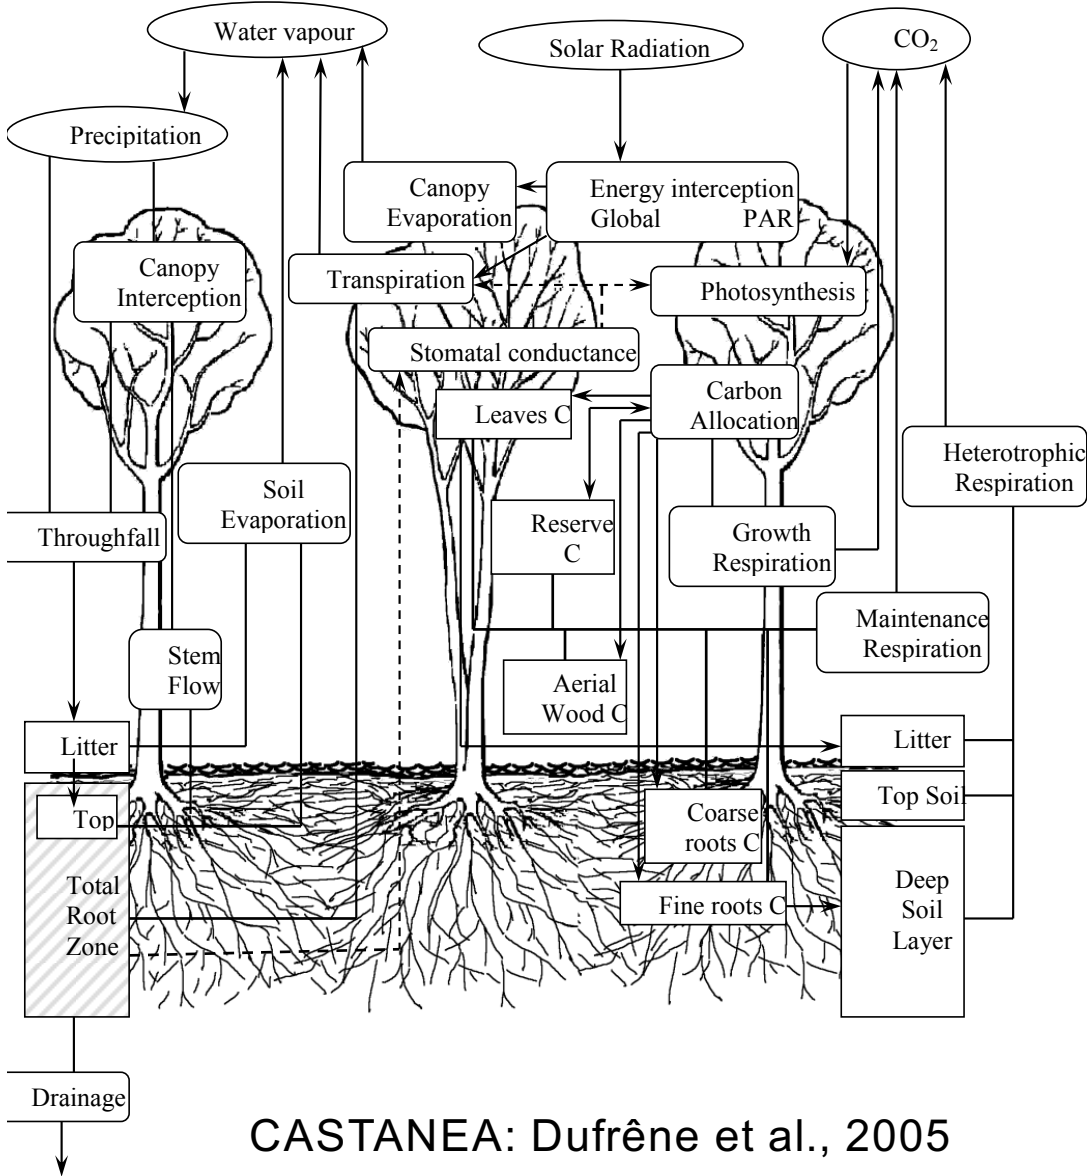 Water vapour
Solar Radiation
CO2
Precipitation
Canopy
Evaporation
Energy interception
Global PAR
Canopy
Interception
Transpiration
Photosynthesis
Stomatal conductance
Leaves C
Carbon
Allocation
Heterotrophic
Respiration
Soil
Evaporation
Throughfall
Reserve
C
Growth
Respiration
Maintenance
Respiration
Stem
Flow
Aerial
Wood C
Litter
Litter
Top
Top Soil
Coarse
roots C
Total
Root
Zone
Fine roots C
Deep
Soil
Layer
Drainage
CASTANEA: Dufrêne et al., 2005